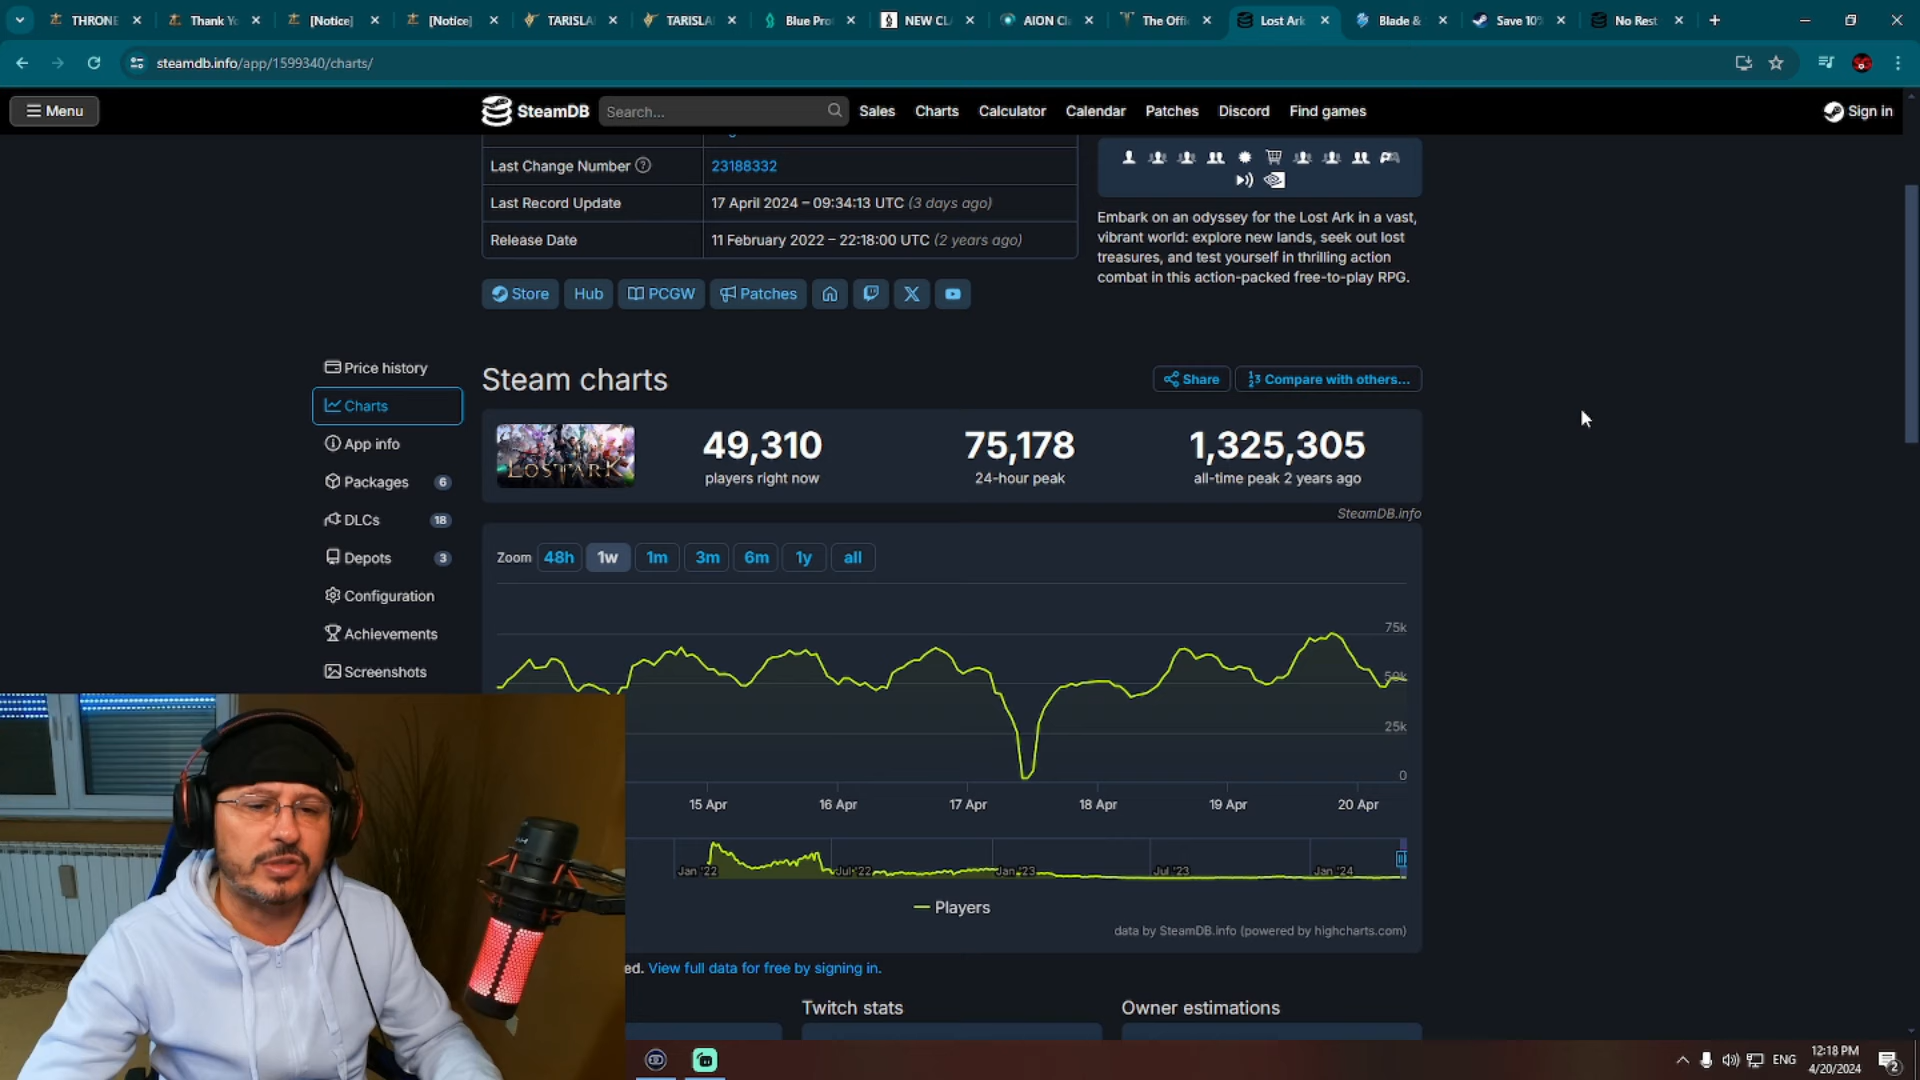 THRONE
Thank Yo
[Notice]
[Notice]
TARISLA
TARISLA
Blue Pro
NEW CL
AION Cl
The Offi
Lost Ark
Blade &
Save 10
No Rest
steamdb.info/app/1599340/charts/
Menu
SteamDB
Search...
Sales
Charts
Calculator
Calendar
Patches
Discord
Find games
Sign in
Last Change Number 23188332
Last Record Update 17 April 2024 – 09:34:13 UTC (3 days ago)
Release Date 11 February 2022 – 22:18:00 UTC (2 years ago)
Embark on an odyssey for the Lost Ark in a vast,
vibrant world: explore new lands, seek out lost
treasures, and test yourself in thrilling action
combat in this action-packed free-to-play RPG.
Store
Hub
PCGW
Patches
Price history
Charts
App info
Packages 6
DLCs 18
Depots 3
Configuration
Achievements
Screenshots
Steam charts
Share
Compare with others...
LOST ARK
49,310
players right now
75,178
24-hour peak
1,325,305
all-time peak 2 years ago
SteamDB.info
Zoom 48h 1w 1m 3m 6m 1y all
75k
50k
25k
0
15 Apr 16 Apr 17 Apr 18 Apr 19 Apr 20 Apr
Jan '22 Jul '22 Jan '23 Jul '23 Jan '24
Players
data by SteamDB.info (powered by highcharts.com)
ed. View full data for free by signing in.
Twitch stats
Owner estimations
ENG
12:18 PM
4/20/2024
2